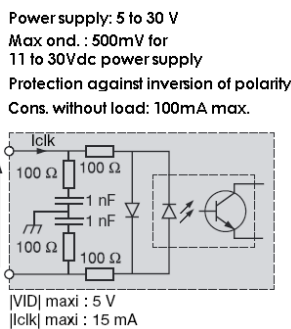 Power supply: 5 to 30 V
Max ond. : 500mV for
11 to 30Vdc power supply
Protection against inversion of polarity
Cons. without load: 100mA max.
Iclk
100 Ω
100 Ω
1 nF
1 nF
100 Ω
100 Ω
|VID| maxi : 5 V
|Iclk| maxi : 15 mA